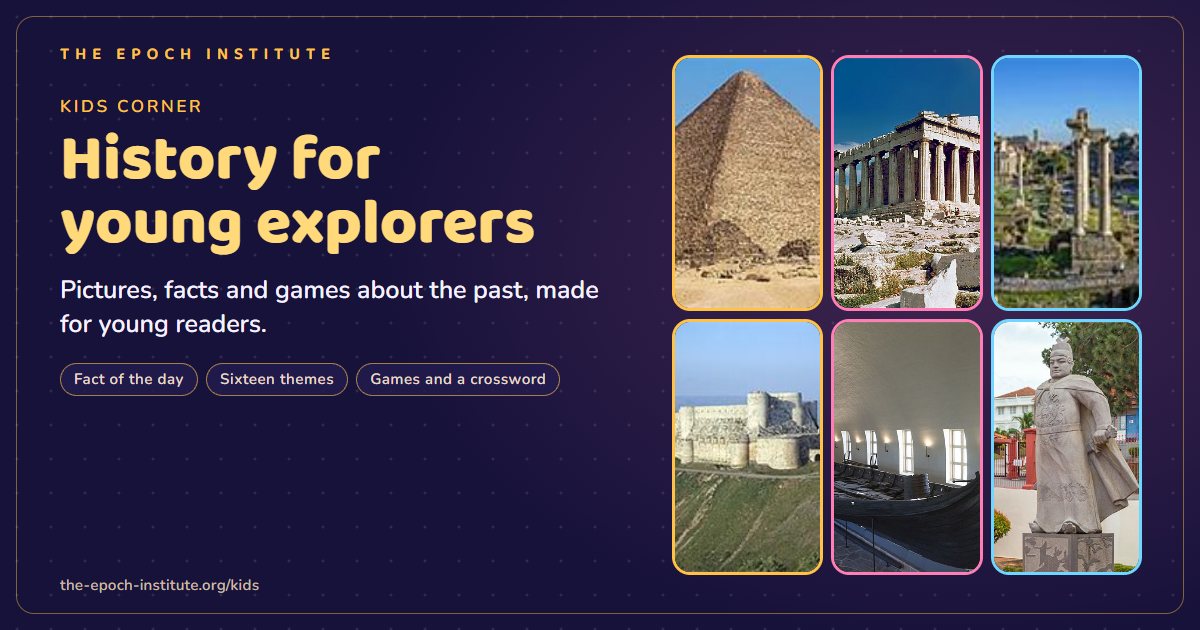 THE EPOCH INSTITUTE
KIDS CORNER
History for
young explorers
Pictures, facts and games about the past, made
for young readers.
Fact of the day
Sixteen themes
Games and a crossword
the-epoch-institute.org/kids